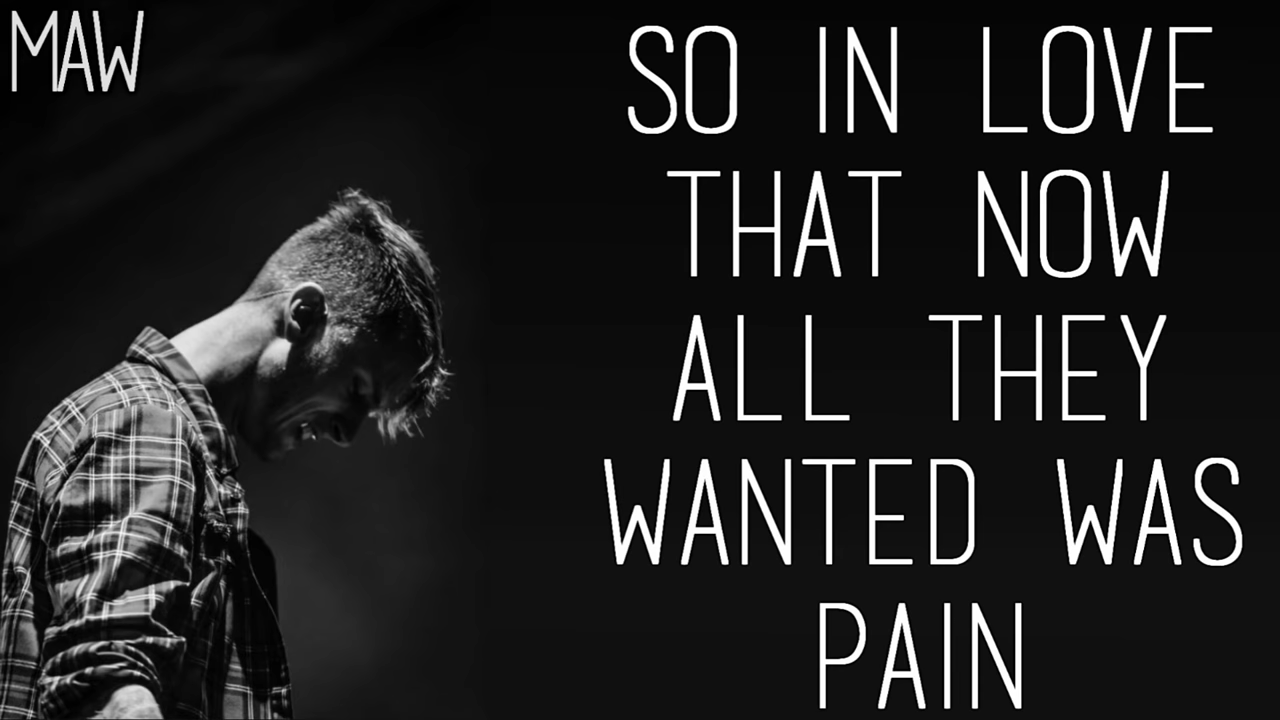 MAW
SO IN LOVE
THAT NOW
ALL THEY
WANTED WAS
PAIN